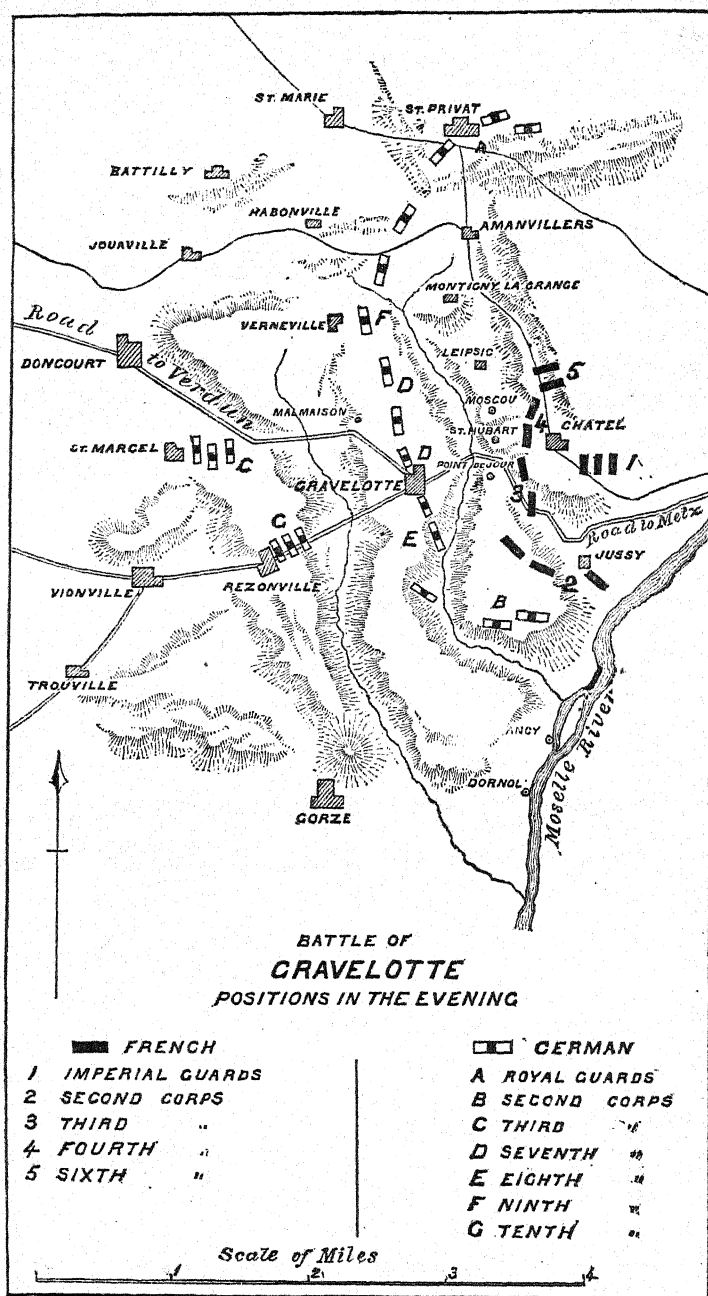 ST. MARIE
ST. PRIVAT
A
BATTILLY
HABONVILLE
AMANVILLERS
JOUAVILLE
MONTIGNY LA GRANGE
Road
to Verdun
VERNEVILLE
F
LEIPSIC
DONCOURT
D
5
MALMAISON
MOSCOU
4
ST. HUBART
CHATEL
ST. MARCEL
C
D
POINT DE JOUR
1
GRAVELOTTE
3
Road to Metz
G
E
JUSSY
VIONVILLE
REZONVILLE
2
B
TROUVILLE
ANCY
DORNOL
Moselle River
GORZE
BATTLE OF
GRAVELOTTE
POSITIONS IN THE EVENING
FRENCH
1 IMPERIAL GUARDS
2 SECOND CORPS
3 THIRD "
4 FOURTH "
5 SIXTH "
GERMAN
A ROYAL GUARDS
B SECOND CORPS
C THIRD "
D SEVENTH "
E EIGHTH "
F NINTH "
G TENTH "
Scale of Miles
1 2 3 4